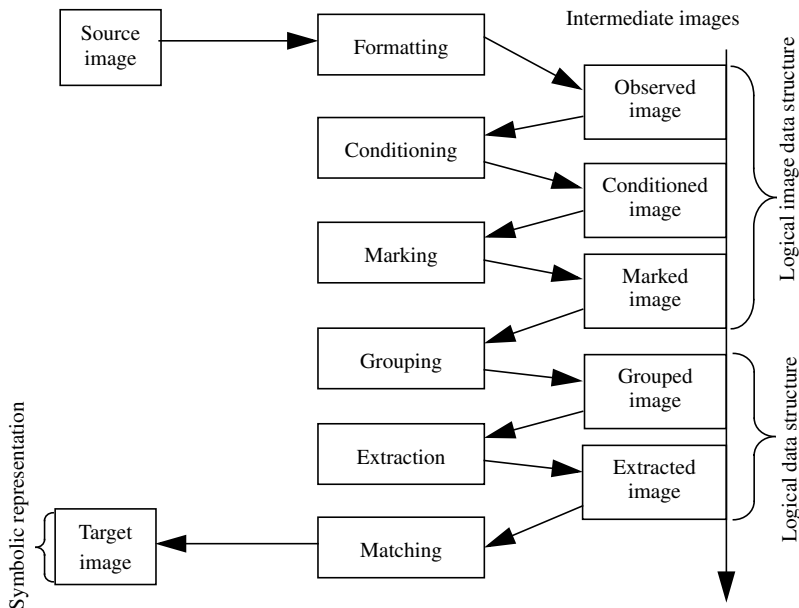 Intermediate images
Source
image
Formatting
Observed
image
Conditioning
Conditioned
image
Marking
Marked
image
Grouping
Grouped
image
Extraction
Extracted
image
Matching
Target
image
Symbolic representation
Logical image data structure
Logical data structure